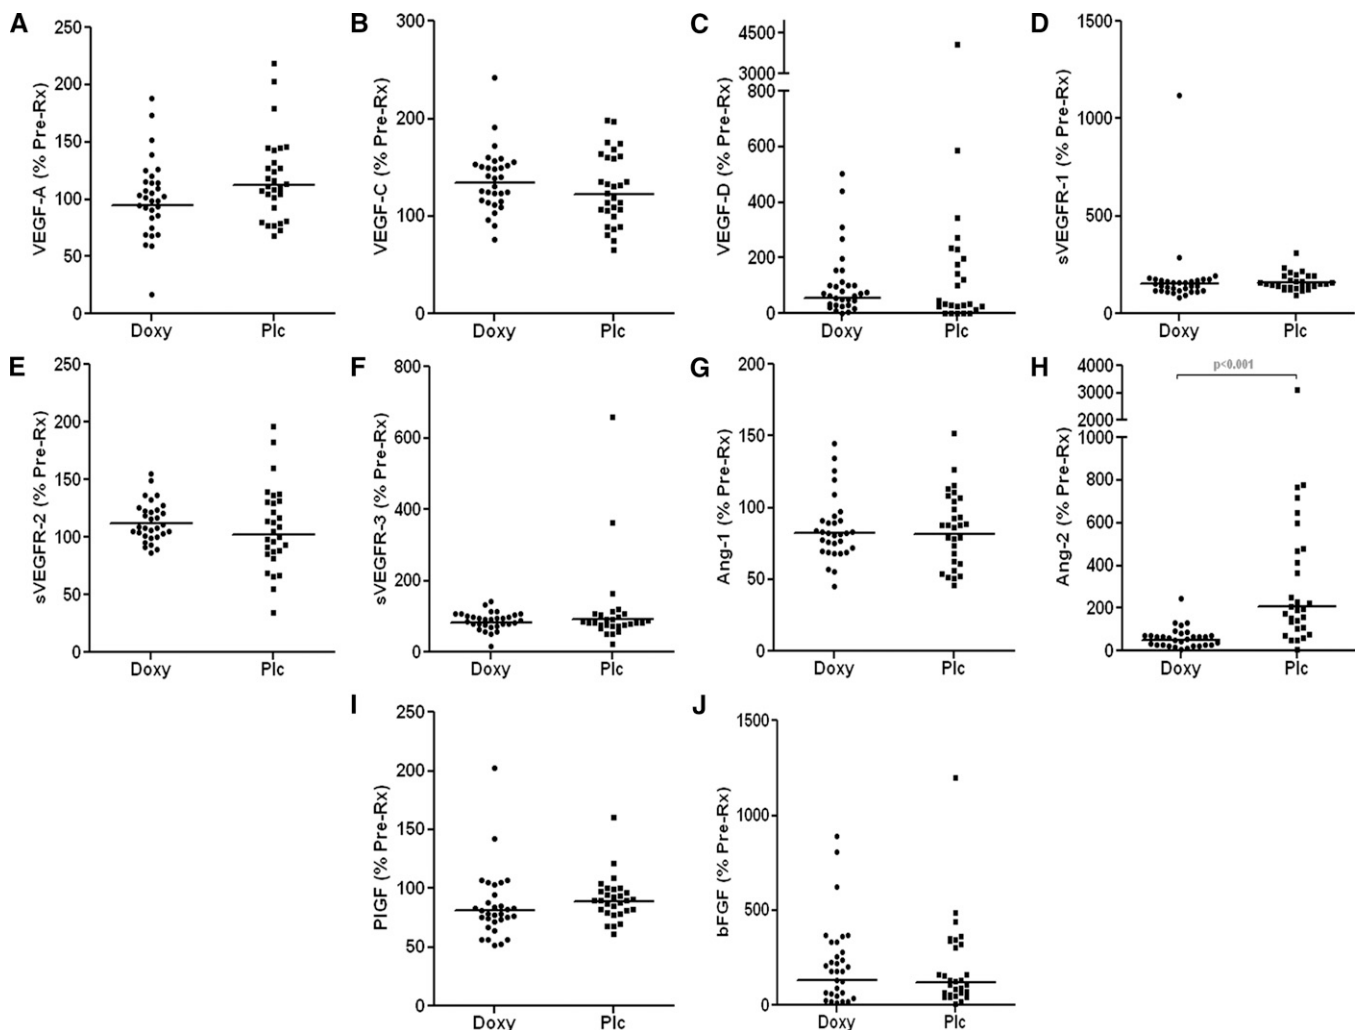 A
VEGF-A (% Pre-Rx)
250
200
150
100
50
0
Doxy
Plc
B
VEGF-C (% Pre-Rx)
300
200
100
0
Doxy
Plc
C
VEGF-D (% Pre-Rx)
4500
3000
800
600
400
200
0
Doxy
Plc
D
sVEGFR-1 (% Pre-Rx)
1500
1000
500
0
Doxy
Plc
E
sVEGFR-2 (% Pre-Rx)
250
200
150
100
50
0
Doxy
Plc
F
sVEGFR-3 (% Pre-Rx)
800
600
400
200
0
Doxy
Plc
G
Ang-1 (% Pre-Rx)
200
150
100
50
0
Doxy
Plc
H
Ang-2 (% Pre-Rx)
4000
3000
2000
1000
800
600
400
200
0
p<0.001
Doxy
Plc
I
PlGF (% Pre-Rx)
250
200
150
100
50
0
Doxy
Plc
J
bFGF (% Pre-Rx)
1500
1000
500
0
Doxy
Plc